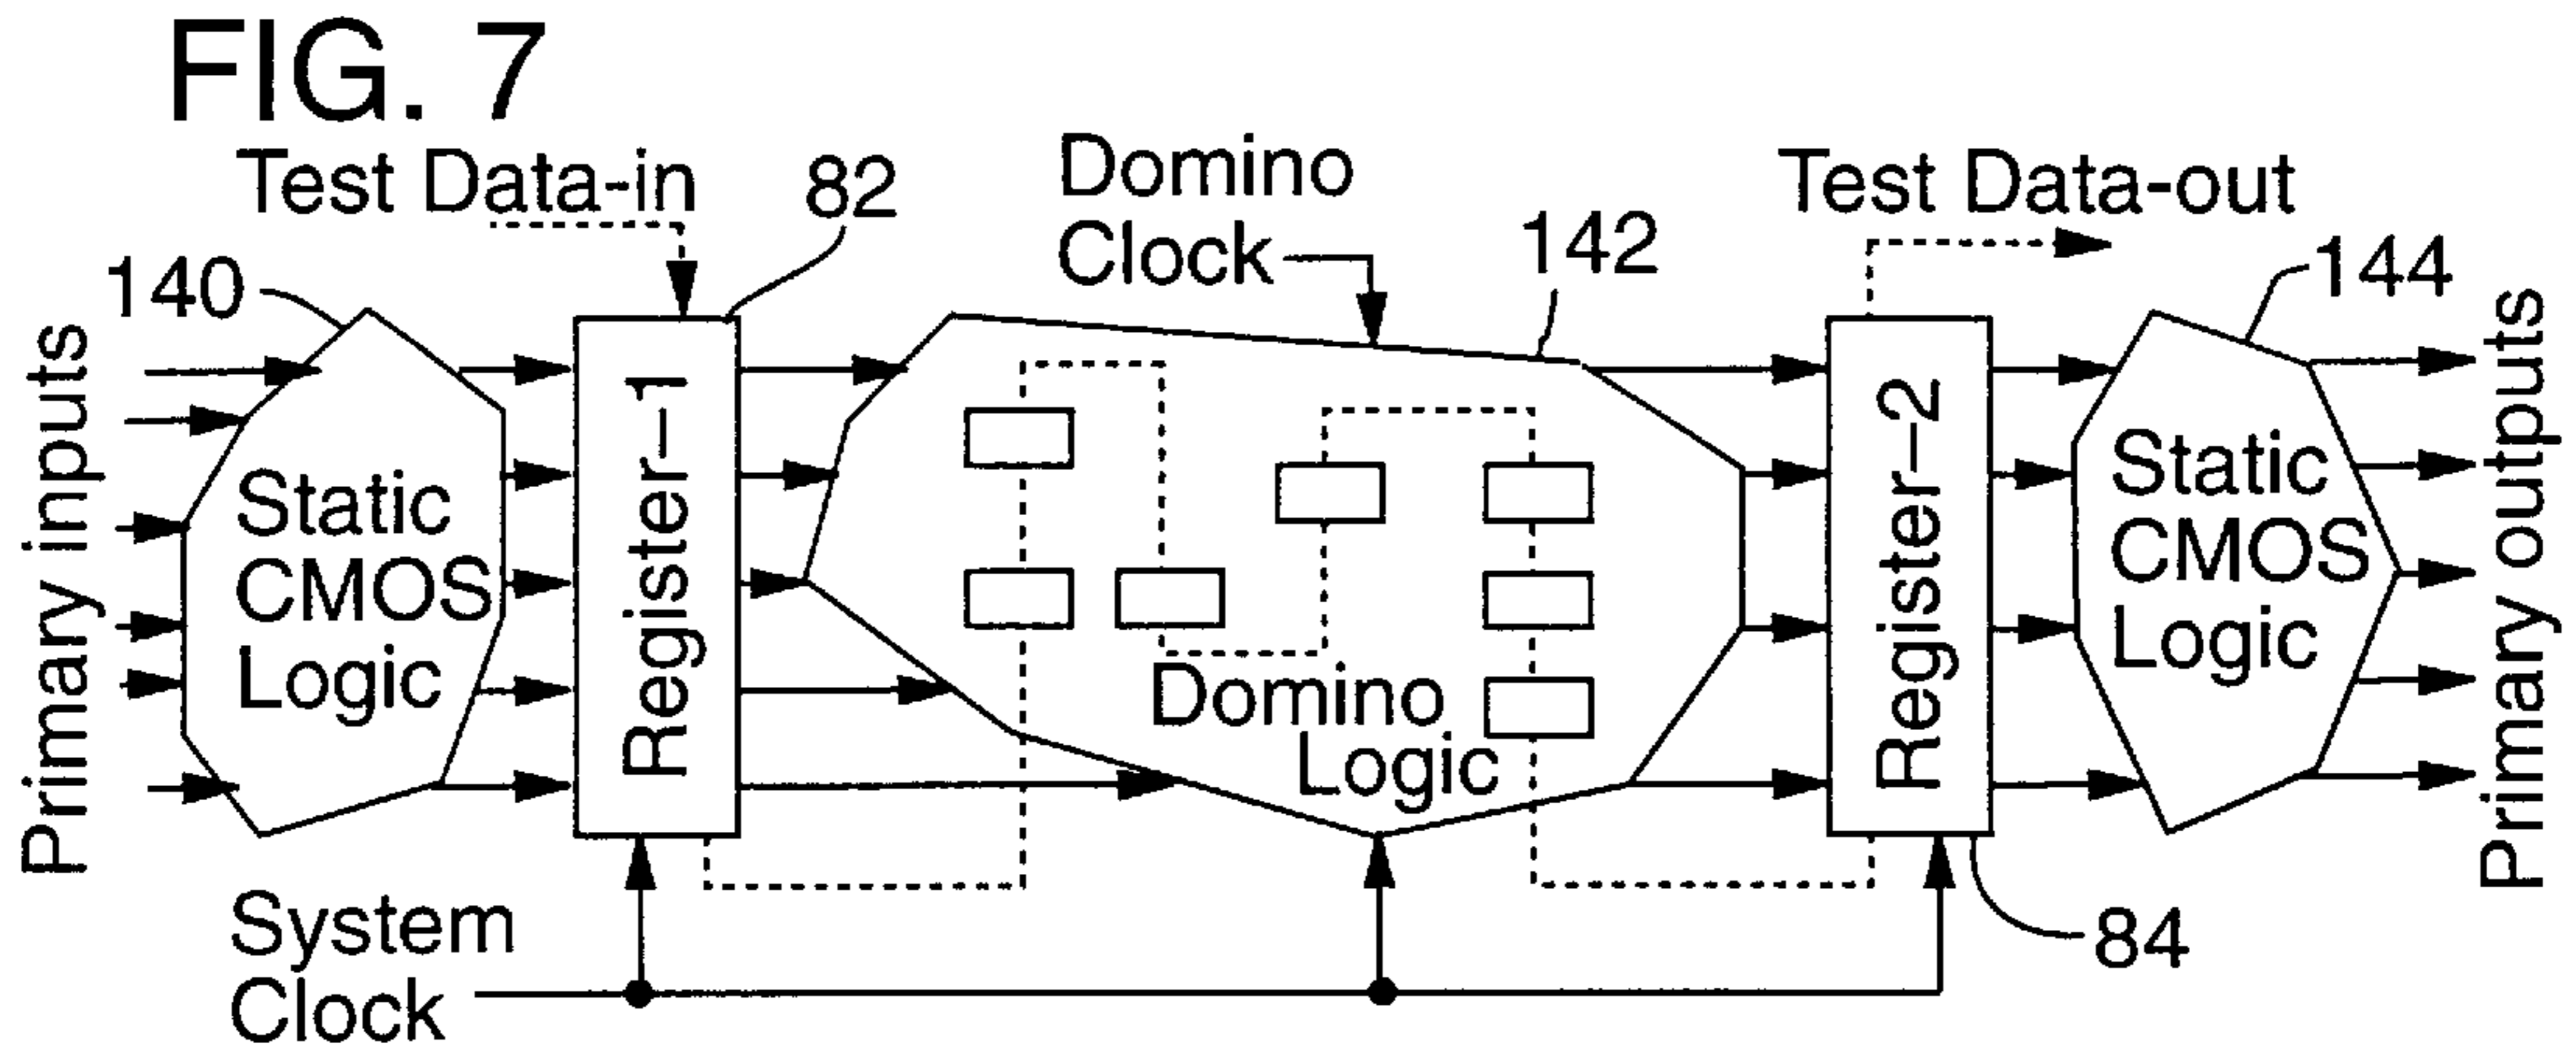 FIG. 7
Test Data-in
82
Domino
Clock
142
Test Data-out
144
140
Primary inputs
Static
CMOS
Logic
Register–1
Domino
Logic
Register–2
Static
CMOS
Logic
Primary outputs
System
Clock
84